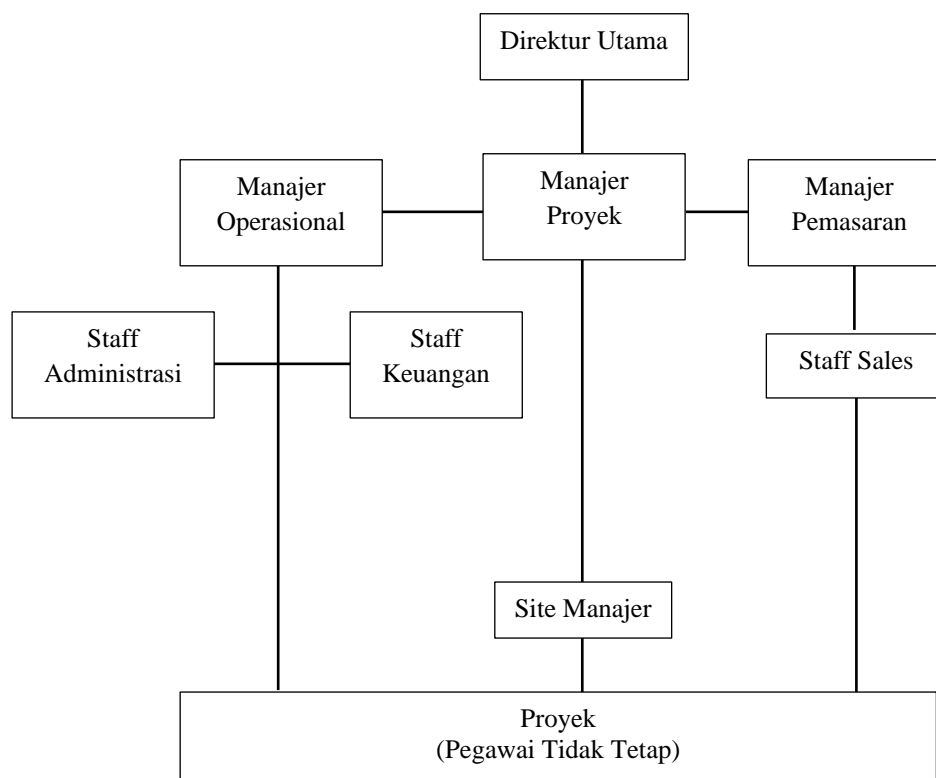 Direktur Utama
Manajer
Operasional
Manajer
Proyek
Manajer
Pemasaran
Staff
Administrasi
Staff
Keuangan
Staff Sales
Site Manajer
Proyek
(Pegawai Tidak Tetap)